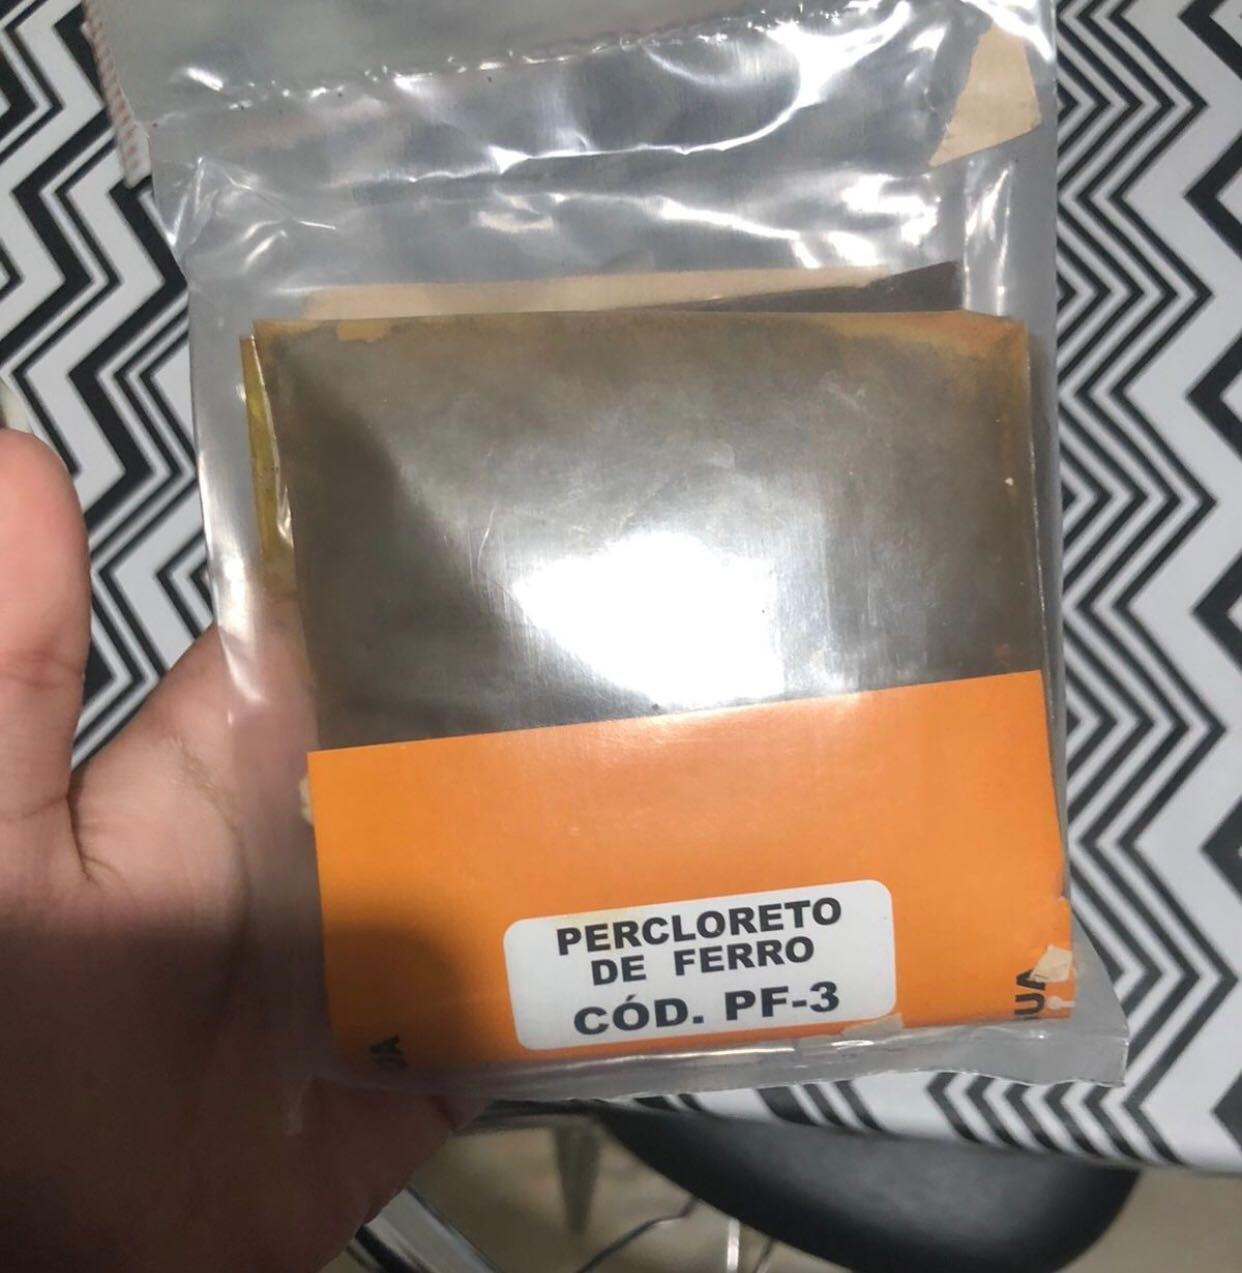 PERCLORETO
DE FERRO
CÓD. PF-3